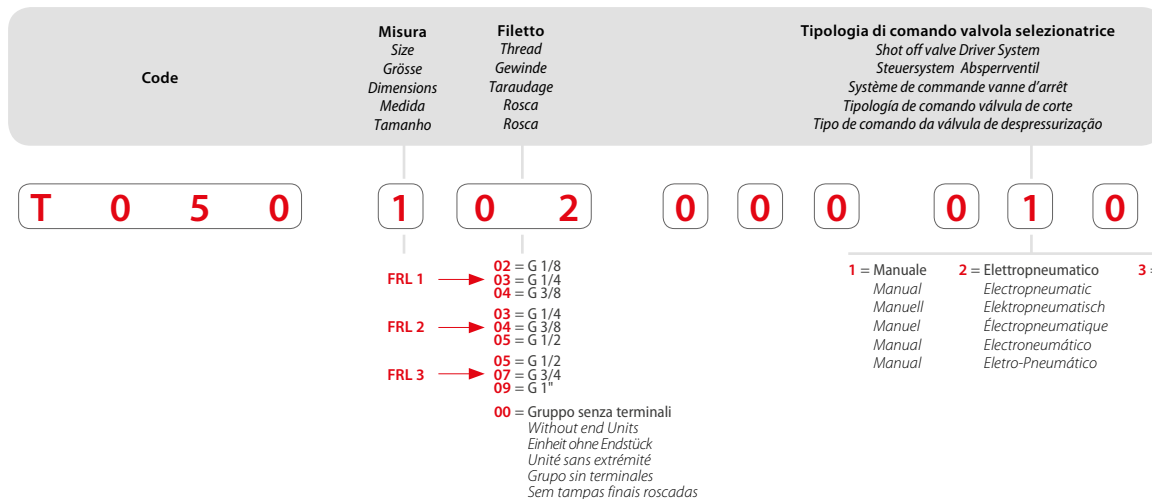 Code
Misura
Size
Grösse
Dimensions
Medida
Tamanho
Filetto
Thread
Gewinde
Taraudage
Rosca
Rosca
Tipologia di comando valvola selezionatrice
Shot off valve Driver System
Steuersystem Absperrventil
Système de commande vanne d'arrêt
Tipología de comando válvula de corte
Tipo de comando da válvula de despressurização
T 0 5 0 1 0 2 0 0 0 0 1 0
FRL 1
02 = G 1/8
03 = G 1/4
04 = G 3/8
FRL 2
03 = G 1/4
04 = G 3/8
05 = G 1/2
FRL 3
05 = G 1/2
07 = G 3/4
09 = G 1"
00 = Gruppo senza terminali
Without end Units
Einheit ohne Endstück
Unité sans extrémité
Grupo sin terminales
Sem tampas finais roscadas
1 = Manuale
Manual
Manuell
Manuel
Manual
Manual
2 = Elettropneumatico
Electropneumatic
Elektropneumatisch
Électropneumatique
Electroneumático
Eletro-Pneumático
3 =